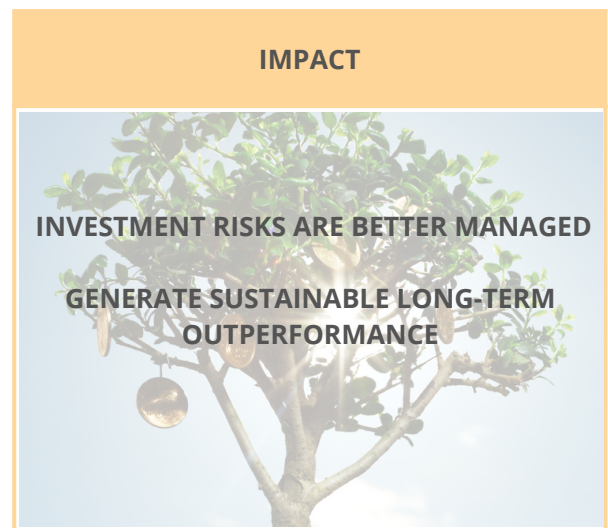 IMPACT
INVESTMENT RISKS ARE BETTER MANAGED
GENERATE SUSTAINABLE LONG-TERM
OUTPERFORMANCE